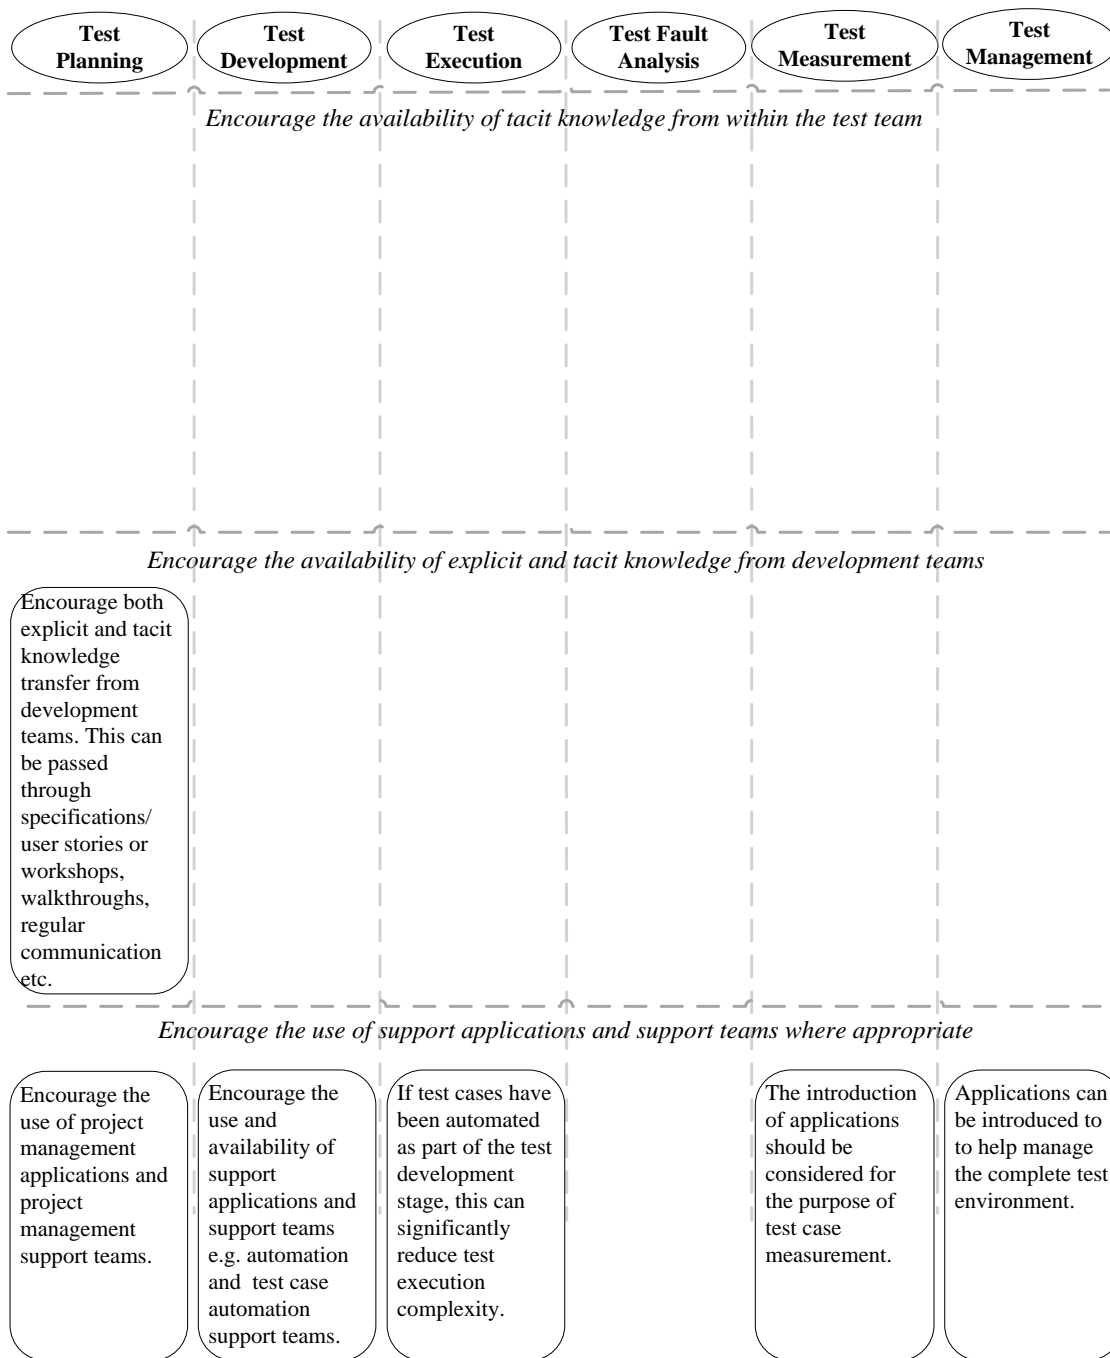 Test
Planning
Test
Development
Test
Execution
Test Fault
Analysis
Test
Measurement
Test
Management
Encourage the availability of tacit knowledge from within the test team
Encourage the availability of explicit and tacit knowledge from development teams
Encourage both
explicit and tacit
knowledge
transfer from
development
teams. This can
be passed
through
specifications/
user stories or
workshops,
walkthroughs,
regular
communication
etc.
Encourage the use of support applications and support teams where appropriate
Encourage the
use of project
management
applications and
project
management
support teams.
Encourage the
use and
availability of
support
applications and
support teams
e.g. automation
and test case
automation
support teams.
If test cases have
been automated
as part of the test
development
stage, this can
significantly
reduce test
execution
complexity.
The introduction
of applications
should be
considered for
the purpose of
test case
measurement.
Applications can
be introduced to
to help manage
the complete test
environment.